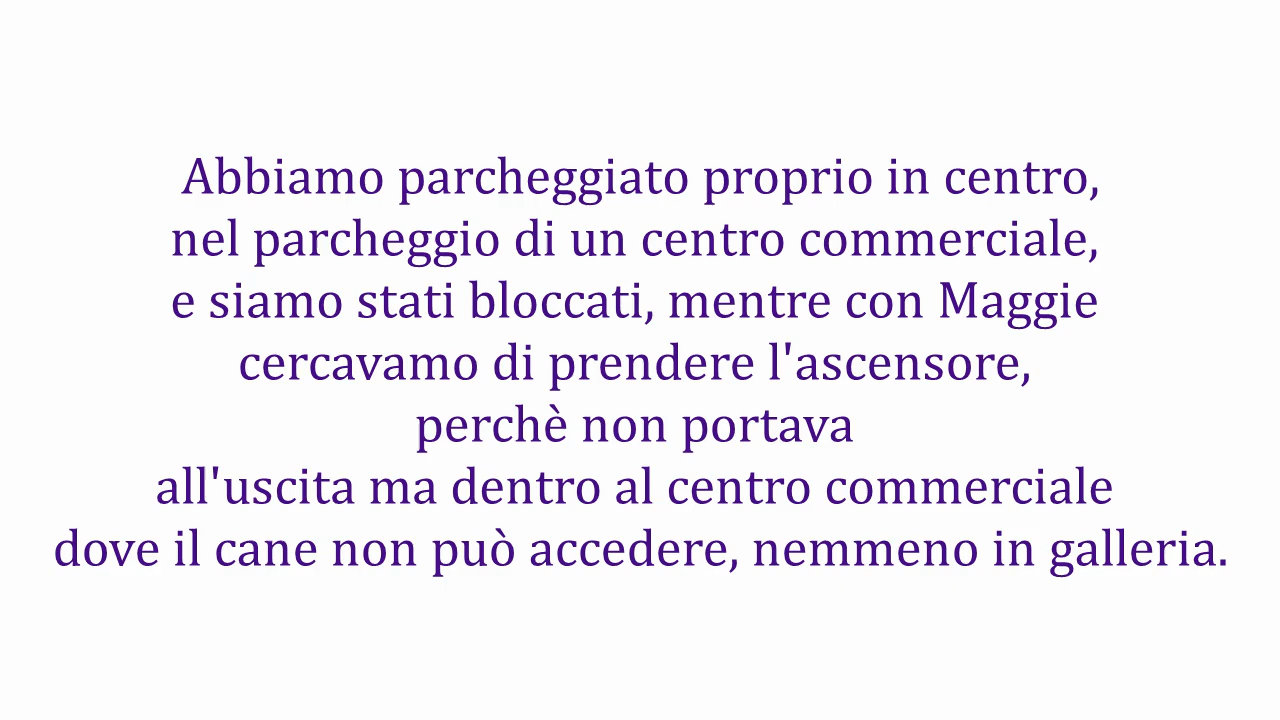 Abbiamo parcheggiato proprio in centro,
nel parcheggio di un centro commerciale,
e siamo stati bloccati, mentre con Maggie
cercavamo di prendere l'ascensore,
perchè non portava
all'uscita ma dentro al centro commerciale
dove il cane non può accedere, nemmeno in galleria.